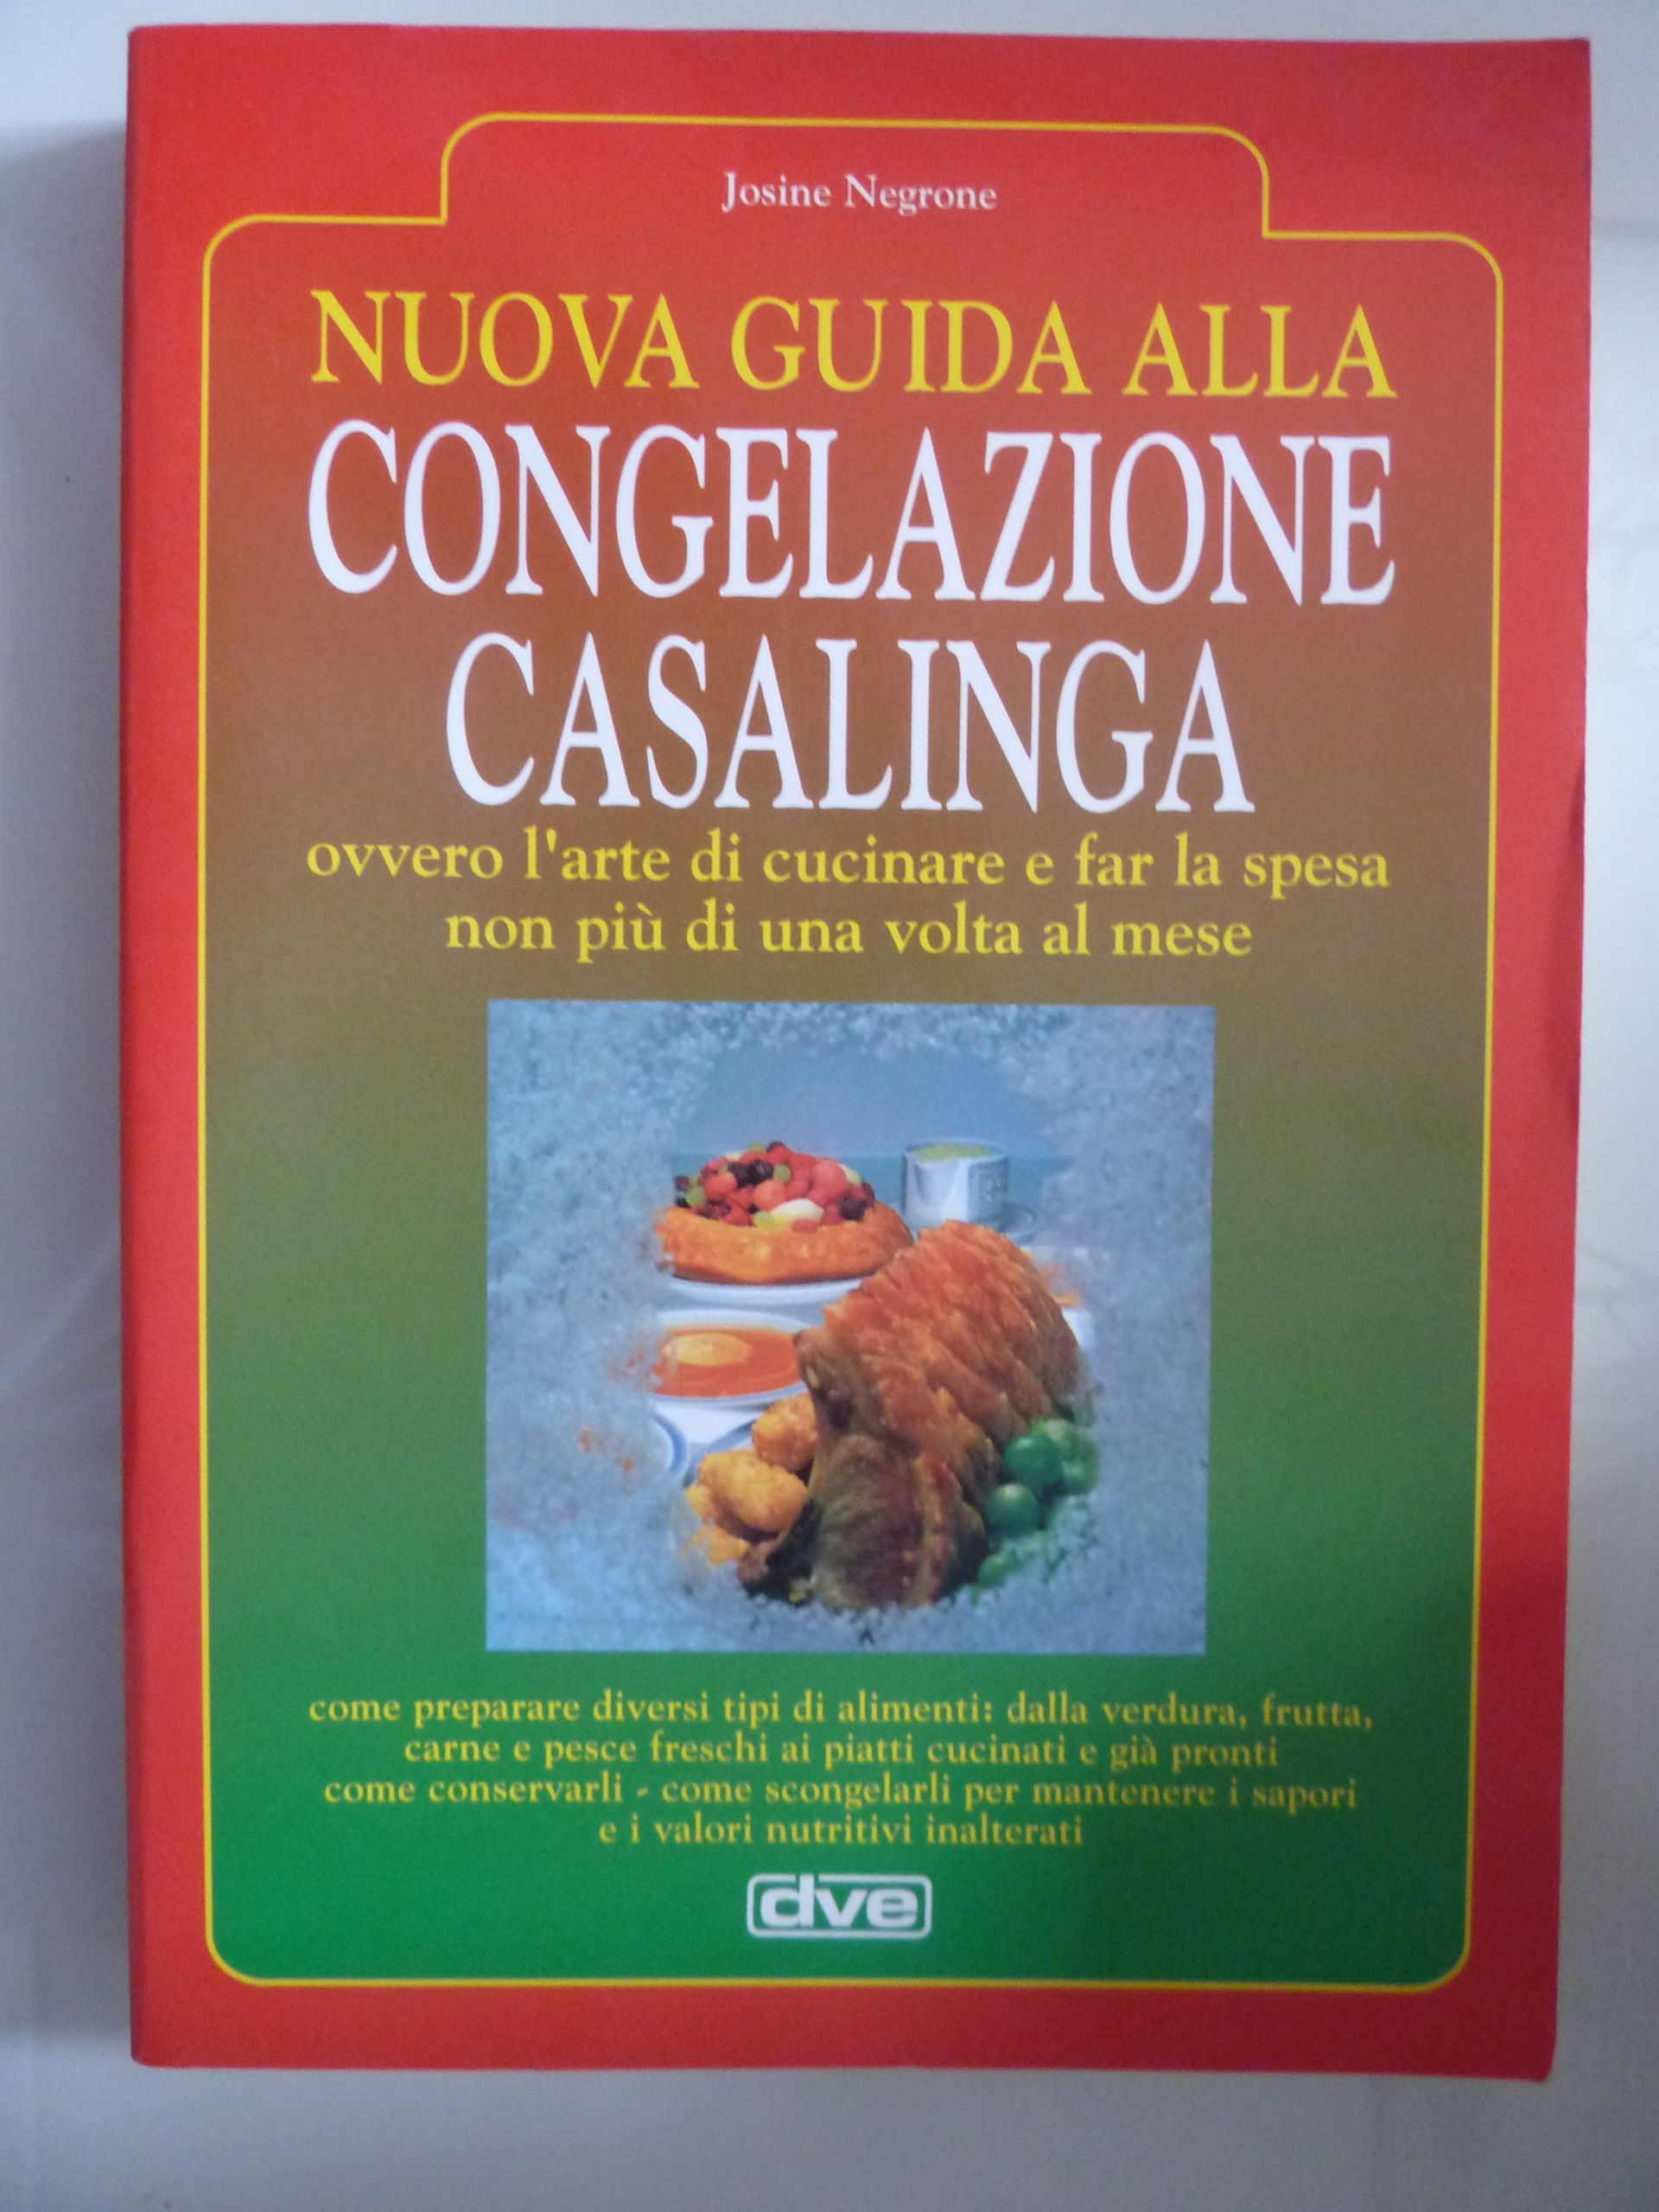 Josine Negrone
NUOVA GUIDA ALLA
CONGELAZIONE
CASALINGA
ovvero l'arte di cucinare e far la spesa
non più di una volta al mese
come preparare diversi tipi di alimenti: dalla verdura, frutta,
carne e pesce freschi ai piatti cucinati e già pronti
come conservarli - come scongelarli per mantenere i sapori
e i valori nutritivi inalterati
dve